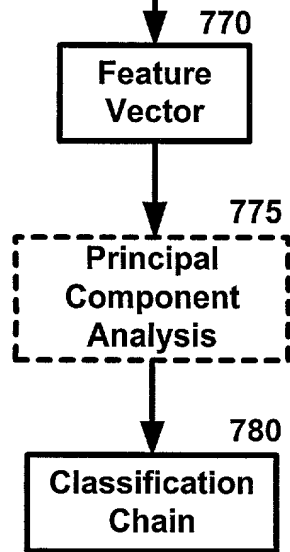 770
Feature
Vector
775
Principal
Component
Analysis
780
Classification
Chain